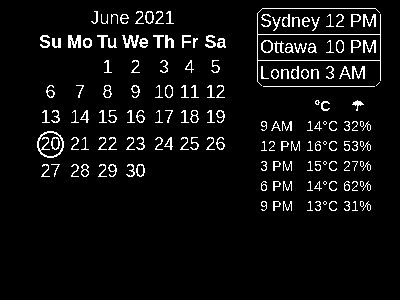 June 2021
Su Mo Tu We Th Fr Sa
1 2 3 4 5
6 7 8 9 10 11 12
13 14 15 16 17 18 19
20 21 22 23 24 25 26
27 28 29 30
Sydney 12 PM
Ottawa 10 PM
London 3 AM
°C
9 AM 14°C 32%
12 PM 16°C 53%
3 PM 15°C 27%
6 PM 14°C 62%
9 PM 13°C 31%